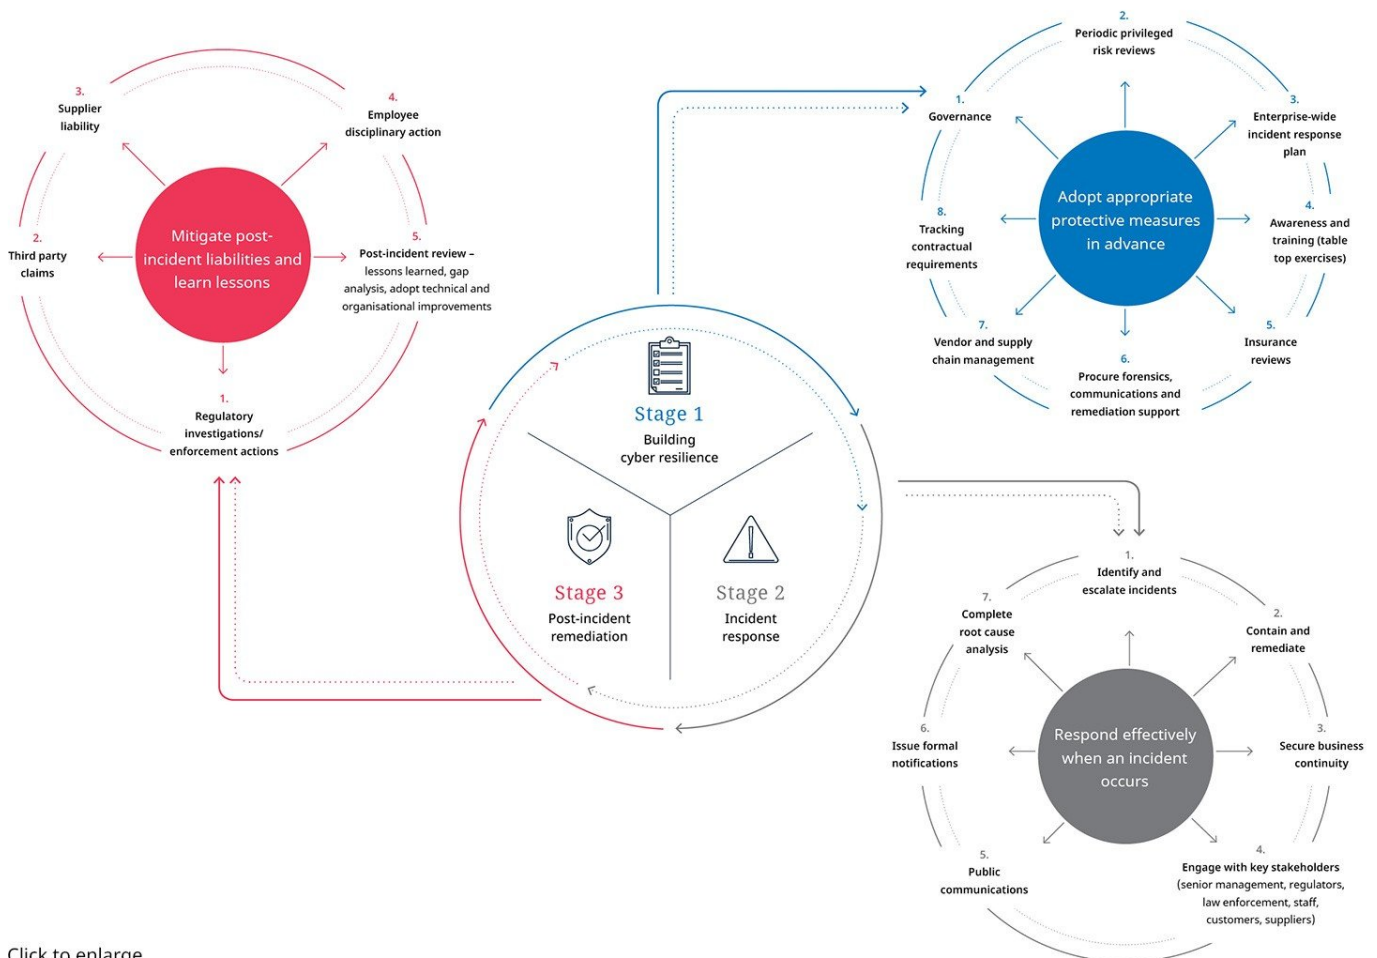 3.
Supplier
liability
4.
Employee
disciplinary action
2.
Third party
claims
Mitigate post-
incident liabilities and
learn lessons
5.
Post-incident review –
lessons learned, gap
analysis, adopt technical and
organisational improvements
1.
Regulatory
investigations/
enforcement actions
Stage 1
Building
cyber resilience
Stage 3
Post-incident
remediation
Stage 2
Incident
response
2.
Periodic privileged
risk reviews
1.
Governance
3.
Enterprise-wide
incident response
plan
Adopt appropriate
protective measures
in advance
8.
Tracking
contractual
requirements
4.
Awareness and
training (table
top exercises)
7.
Vendor and supply
chain management
5.
Insurance
reviews
6.
Procure forensics,
communications and
remediation support
1.
Identify and
escalate incidents
7.
Complete
root cause
analysis
2.
Contain and
remediate
6.
Issue formal
notifications
Respond effectively
when an incident
occurs
3.
Secure business
continuity
5.
Public
communications
4.
Engage with key stakeholders
(senior management, regulators,
law enforcement, staff,
customers, suppliers)
Click to enlarge